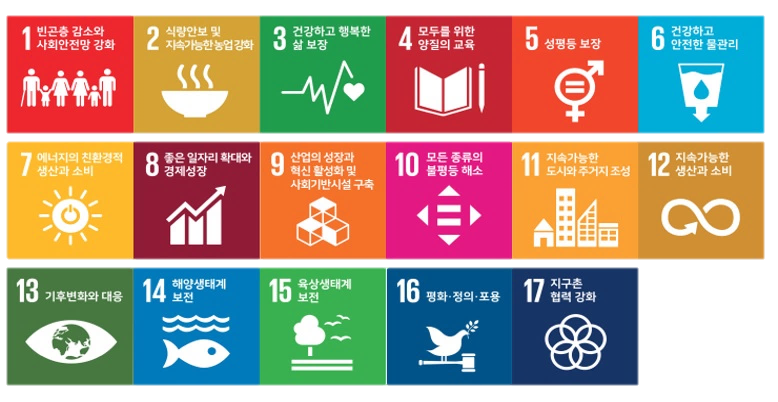 1 빈곤층 감소와
사회안전망 강화
2 식량안보 및
지속가능한 농업강화
3 건강하고 행복한
삶 보장
4 모두를 위한
양질의 교육
5 성평등 보장
6 건강하고
안전한 물관리
7 에너지의 친환경적
생산과 소비
8 좋은 일자리 확대와
경제성장
9 산업의 성장과
혁신 활성화 및
사회기반시설 구축
10 모든 종류의
불평등 해소
11 지속가능한
도시와 주거지 조성
12 지속가능한
생산과 소비
13 기후변화와 대응
14 해양생태계
보전
15 육상생태계
보전
16 평화·정의·포용
17 지구촌
협력 강화